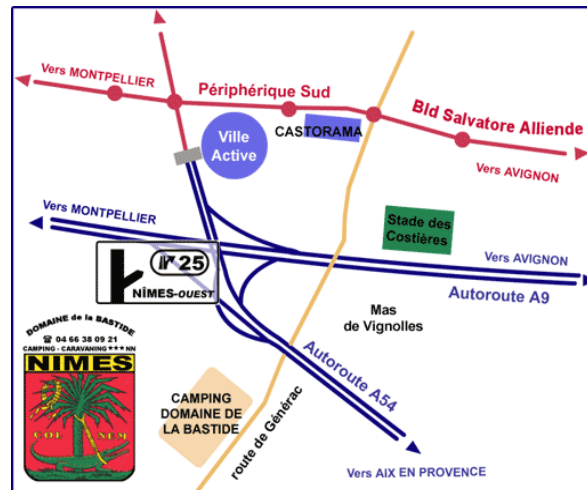 Vers MONTPELLIER
Périphérique Sud
Bld Salvatore Alliende
CASTORAMA
Ville
Active
Vers AVIGNON
Vers MONTPELLIER
Stade des
Costières
25
NÎMES-OUEST
Vers AVIGNON
Autoroute A9
Mas
de Vignolles
DOMAINE de la BASTIDE
☎ 04 66 38 09 21
CAMPING - CARAVANING ★★★ NN
NIMES
COL NEM
CAMPING
DOMAINE DE
LA BASTIDE
route de Générac
Autoroute A54
Vers AiX EN PROVENCE